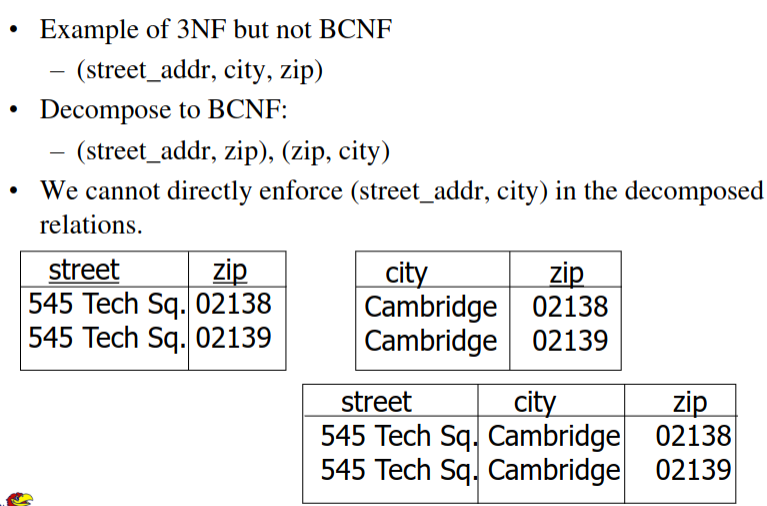 • Example of 3NF but not BCNF
– (street_addr, city, zip)
• Decompose to BCNF:
– (street_addr, zip), (zip, city)
• We cannot directly enforce (street_addr, city) in the decomposed
relations.
street zip
545 Tech Sq. 02138
545 Tech Sq. 02139
city zip
Cambridge 02138
Cambridge 02139
street city zip
545 Tech Sq. Cambridge 02138
545 Tech Sq. Cambridge 02139